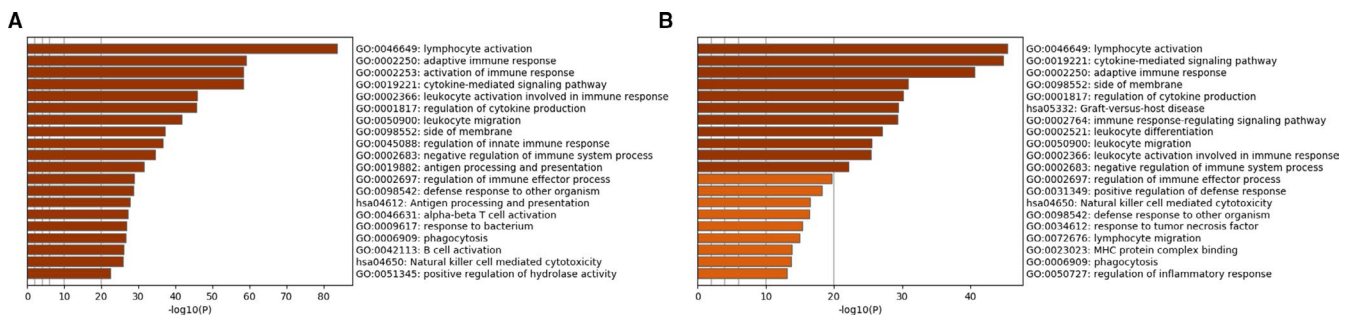 A
GO:0046649: lymphocyte activation
GO:0002250: adaptive immune response
GO:0002253: activation of immune response
GO:0019221: cytokine-mediated signaling pathway
GO:0002366: leukocyte activation involved in immune response
GO:0001817: regulation of cytokine production
GO:0050900: leukocyte migration
GO:0098552: side of membrane
GO:0045088: regulation of innate immune response
GO:0002683: negative regulation of immune system process
GO:0019882: antigen processing and presentation
GO:0002697: regulation of immune effector process
GO:0098542: defense response to other organism
hsa04612: Antigen processing and presentation
GO:0046631: alpha-beta T cell activation
GO:0009617: response to bacterium
GO:0006909: phagocytosis
GO:0042113: B cell activation
hsa04650: Natural killer cell mediated cytotoxicity
GO:0051345: positive regulation of hydrolase activity
0 10 20 30 40 50 60 70 80
-log10(P)
B
GO:0046649: lymphocyte activation
GO:0019221: cytokine-mediated signaling pathway
GO:0002250: adaptive immune response
GO:0098552: side of membrane
GO:0001817: regulation of cytokine production
hsa05332: Graft-versus-host disease
GO:0002764: immune response-regulating signaling pathway
GO:0002521: leukocyte differentiation
GO:0050900: leukocyte migration
GO:0002366: leukocyte activation involved in immune response
GO:0002683: negative regulation of immune system process
GO:0002697: regulation of immune effector process
GO:0031349: positive regulation of defense response
hsa04650: Natural killer cell mediated cytotoxicity
GO:0098542: defense response to other organism
GO:0034612: response to tumor necrosis factor
GO:0072676: lymphocyte migration
GO:0023023: MHC protein complex binding
GO:0006909: phagocytosis
GO:0050727: regulation of inflammatory response
0 10 20 30 40
-log10(P)